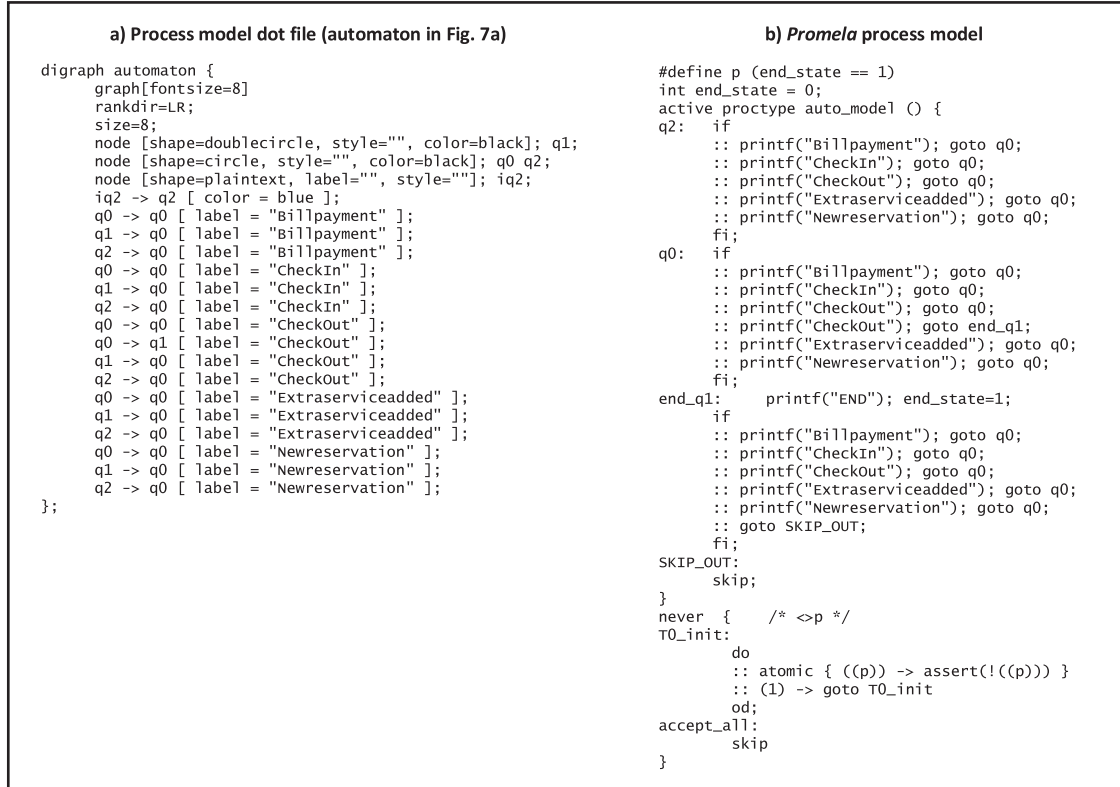 a) Process model dot file (automaton in Fig. 7a)
digraph automaton {
graph[fontsize=8]
rankdir=LR;
size=8;
node [shape=doublecircle, style="", color=black]; q1;
node [shape=circle, style="", color=black]; q0 q2;
node [shape=plaintext, label="", style=""]; iq2;
iq2 -> q2 [ color = blue ];
q0 -> q0 [ label = "Billpayment" ];
q1 -> q0 [ label = "Billpayment" ];
q2 -> q0 [ label = "Billpayment" ];
q0 -> q0 [ label = "CheckIn" ];
q1 -> q0 [ label = "CheckIn" ];
q2 -> q0 [ label = "CheckIn" ];
q0 -> q0 [ label = "CheckOut" ];
q0 -> q1 [ label = "CheckOut" ];
q1 -> q0 [ label = "CheckOut" ];
q2 -> q0 [ label = "CheckOut" ];
q0 -> q0 [ label = "Extraserviceadded" ];
q1 -> q0 [ label = "Extraserviceadded" ];
q2 -> q0 [ label = "Extraserviceadded" ];
q0 -> q0 [ label = "Newreservation" ];
q1 -> q0 [ label = "Newreservation" ];
q2 -> q0 [ label = "Newreservation" ];
};
b) Promela process model
#define p (end_state == 1)
int end_state = 0;
active proctype auto_model () {
q2: if
:: printf("Billpayment"); goto q0;
:: printf("CheckIn"); goto q0;
:: printf("CheckOut"); goto q0;
:: printf("Extraserviceadded"); goto q0;
:: printf("Newreservation"); goto q0;
fi;
q0: if
:: printf("Billpayment"); goto q0;
:: printf("CheckIn"); goto q0;
:: printf("CheckOut"); goto q0;
:: printf("CheckOut"); goto end_q1;
:: printf("Extraserviceadded"); goto q0;
:: printf("Newreservation"); goto q0;
fi;
end_q1: printf("END"); end_state=1;
if
:: printf("Billpayment"); goto q0;
:: printf("CheckIn"); goto q0;
:: printf("CheckOut"); goto q0;
:: printf("Extraserviceadded"); goto q0;
:: printf("Newreservation"); goto q0;
:: goto SKIP_OUT;
fi;
SKIP_OUT:
skip;
}
never { /* <>p */
T0_init:
do
:: atomic { ((p)) -> assert(!((p))) }
:: (1) -> goto T0_init
od;
accept_all:
skip
}